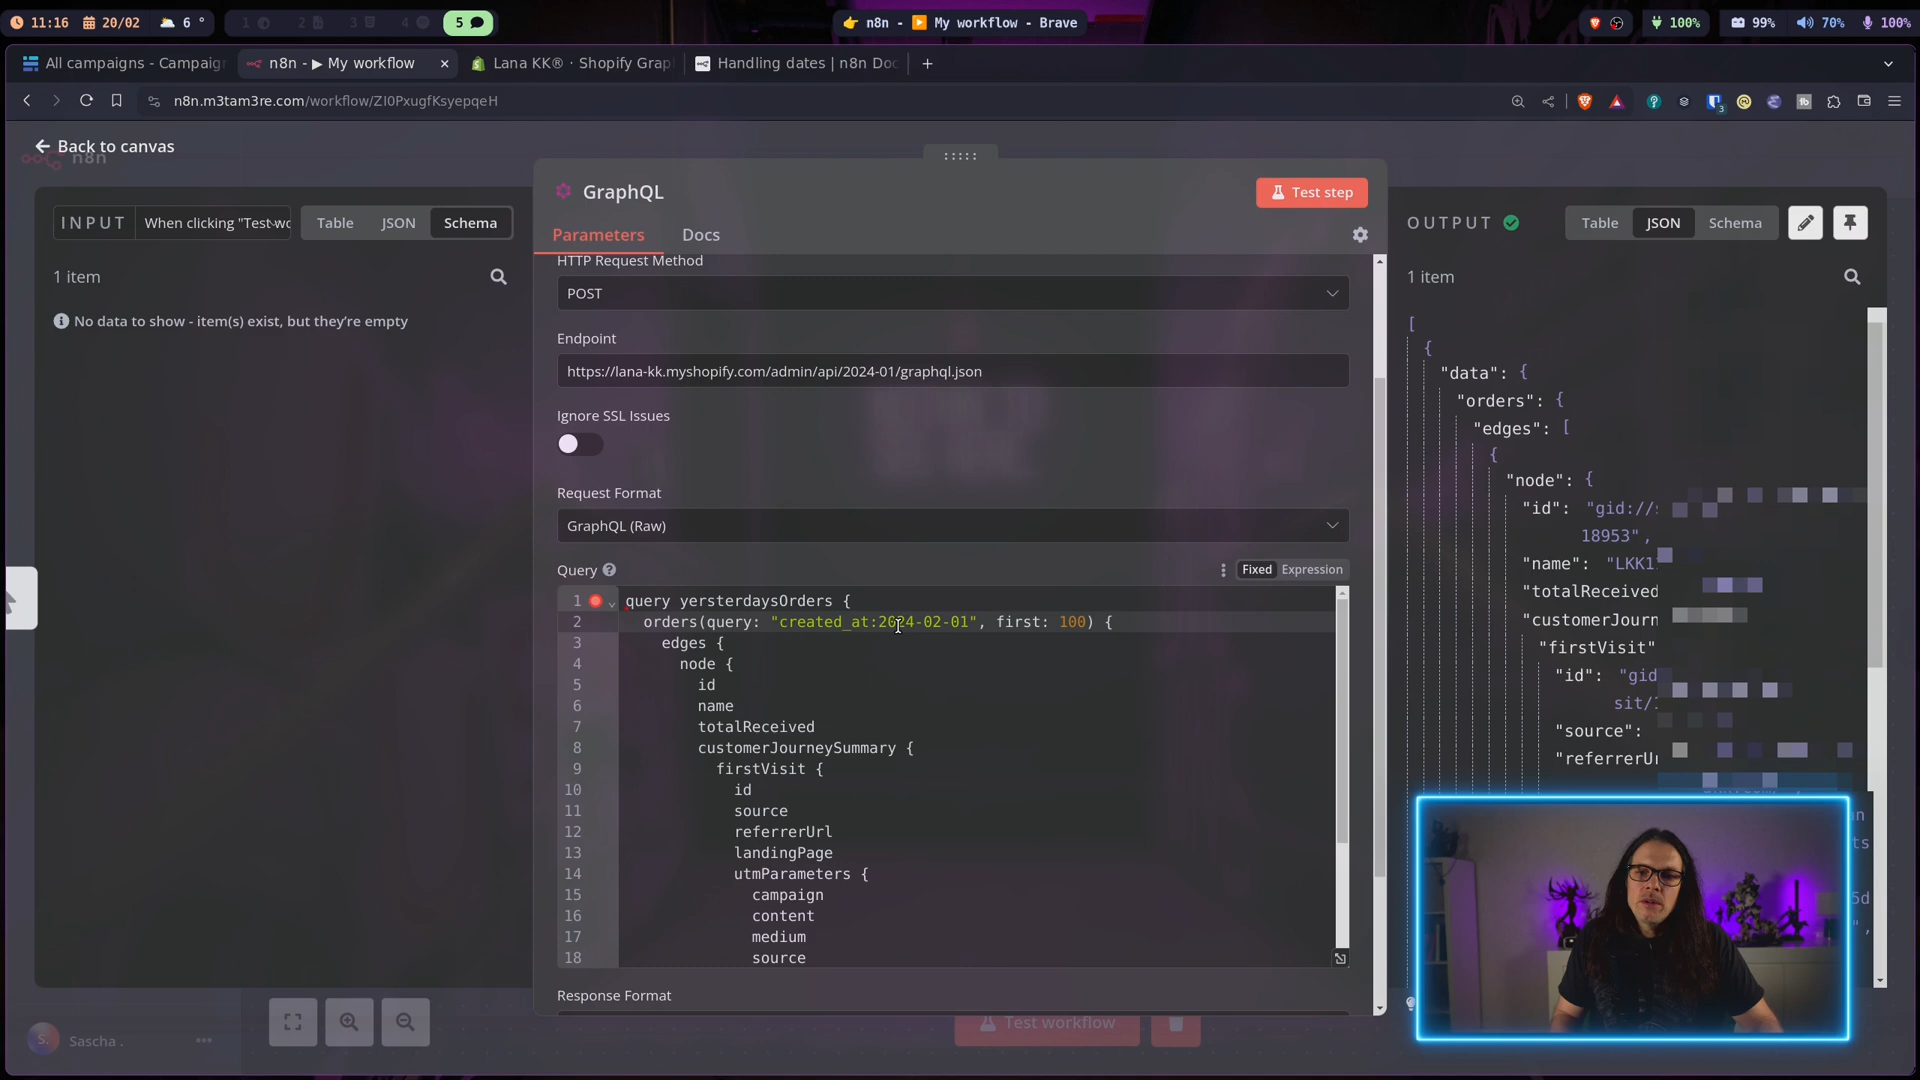 11:16 20/02 6 ° 1 2 3 4 5
👉 n8n - ▶️ My workflow - Brave
100% 99% 70% 100%
All campaigns - Campaig
n8n - ▶ My workflow
Lana KK® · Shopify Grap
Handling dates | n8n Doc
n8n.m3tam3re.com/workflow/ZI0PxugfKsyepqeH
Back to canvas
n8n
INPUT When clicking "Test wo Table JSON Schema
1 item
No data to show - item(s) exist, but they're empty
GraphQL
Test step
Parameters Docs
HTTP Request Method
POST
Endpoint
https://lana-kk.myshopify.com/admin/api/2024-01/graphql.json
Ignore SSL Issues
Request Format
GraphQL (Raw)
Query Fixed Expression
1 query yersterdaysOrders {
2 orders(query: "created_at:2024-02-01", first: 100) {
3 edges {
4 node {
5 id
6 name
7 totalReceived
8 customerJourneySummary {
9 firstVisit {
10 id
11 source
12 referrerUrl
13 landingPage
14 utmParameters {
15 campaign
16 content
17 medium
18 source
Response Format
OUTPUT Table JSON Schema
1 item
[
{
"data": {
"orders": {
"edges": [
{
"node": {
"id": "gid://
18953",
"name": "LKK1
"totalReceived
"customerJourn
"firstVisit"
"id": "gid
sit/
"source":
"referrerUr
S. Sascha . ...
Test workflow